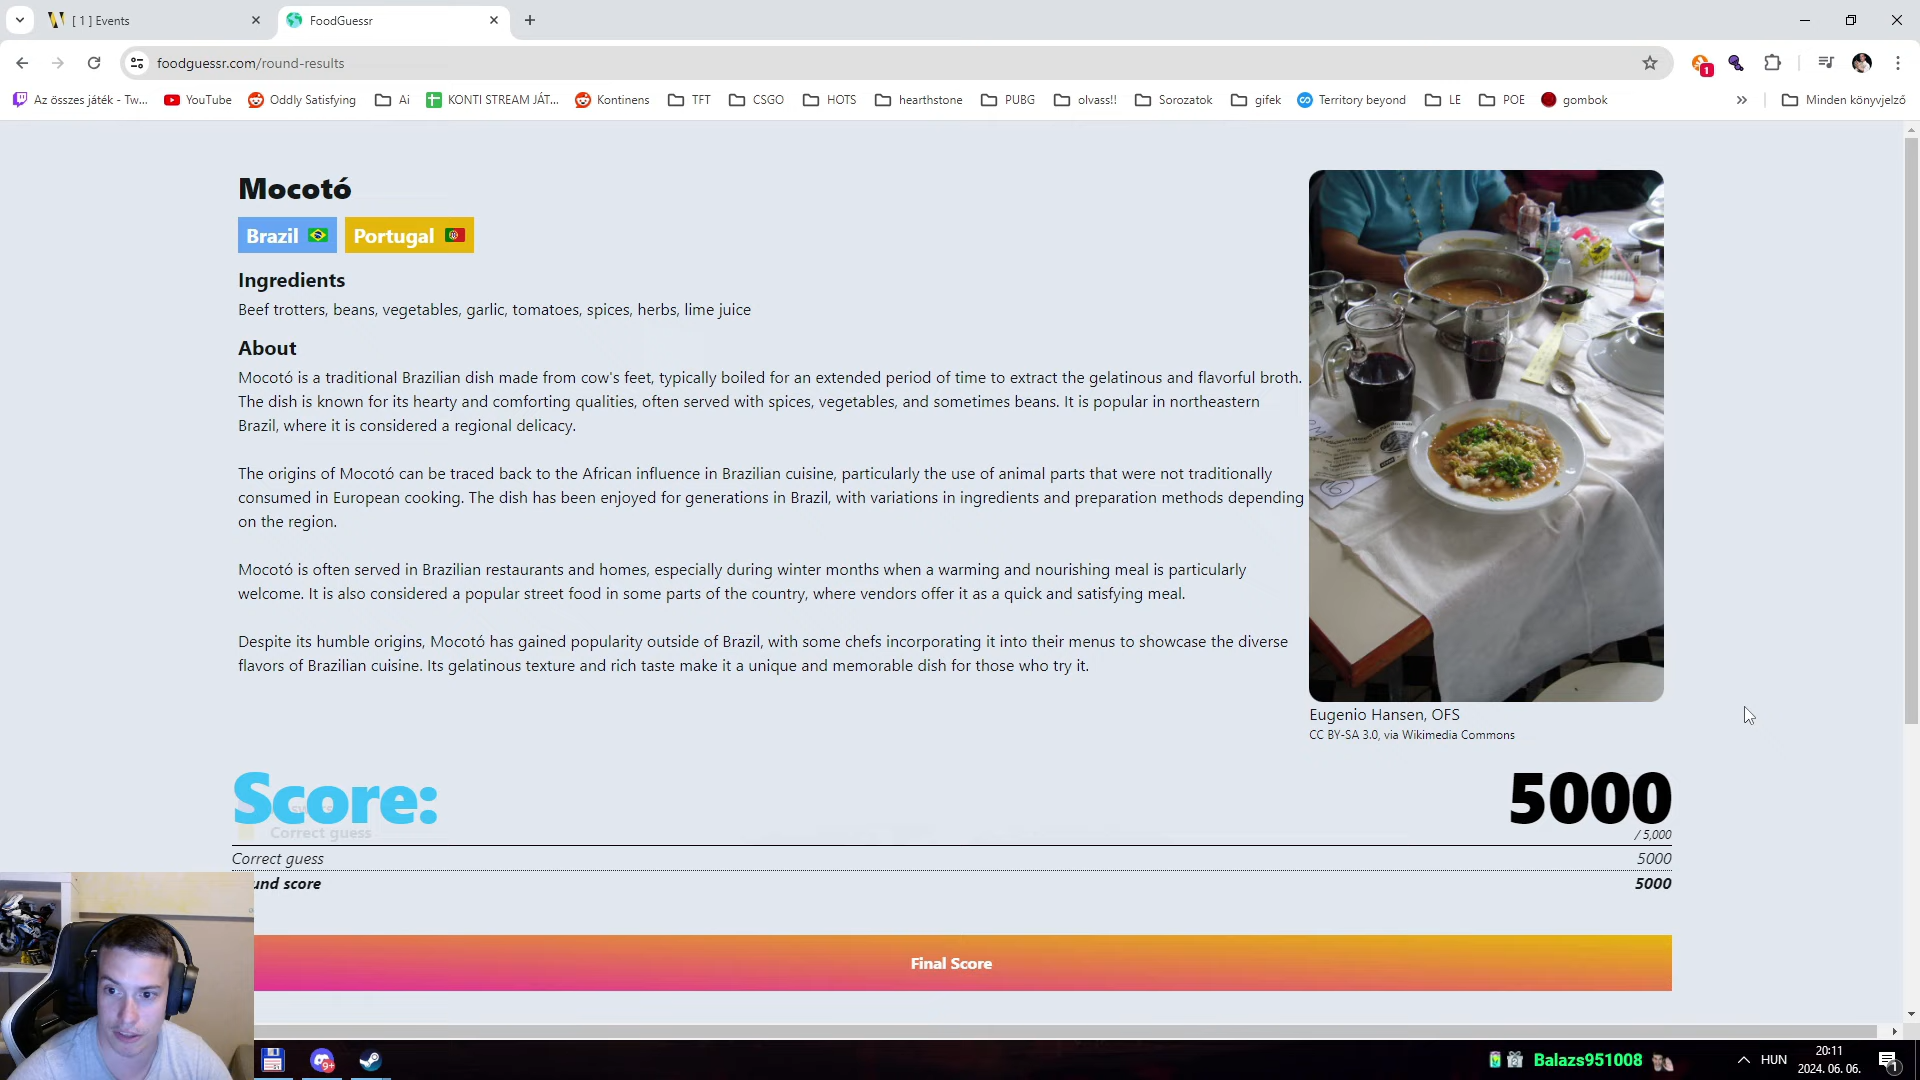 [ 1 ] Events
FoodGuessr
foodguessr.com/round-results
1
Az összes játék - Tw...
YouTube
Oddly Satisfying
Ai
KONTI STREAM JÁT...
Kontinens
TFT
CSGO
HOTS
hearthstone
PUBG
olvass!!
Sorozatok
gifek
Territory beyond
LE
POE
gombok
Minden könyvjelző
Mocotó
Brazil
Portugal
Ingredients
Beef trotters, beans, vegetables, garlic, tomatoes, spices, herbs, lime juice
About
Mocotó is a traditional Brazilian dish made from cow's feet, typically boiled for an extended period of time to extract the gelatinous and flavorful broth.
The dish is known for its hearty and comforting qualities, often served with spices, vegetables, and sometimes beans. It is popular in northeastern
Brazil, where it is considered a regional delicacy.
The origins of Mocotó can be traced back to the African influence in Brazilian cuisine, particularly the use of animal parts that were not traditionally
consumed in European cooking. The dish has been enjoyed for generations in Brazil, with variations in ingredients and preparation methods depending
on the region.
Mocotó is often served in Brazilian restaurants and homes, especially during winter months when a warming and nourishing meal is particularly
welcome. It is also considered a popular street food in some parts of the country, where vendors offer it as a quick and satisfying meal.
Despite its humble origins, Mocotó has gained popularity outside of Brazil, with some chefs incorporating it into their menus to showcase the diverse
flavors of Brazilian cuisine. Its gelatinous texture and rich taste make it a unique and memorable dish for those who try it.
Eugenio Hansen, OFS
CC BY-SA 3.0, via Wikimedia Commons
Score:
5000
/ 5,000
Correct guess
Correct guess
5000
und score
5000
Final Score
9+
Balazs951008
HUN
20:11
2024. 06. 06.
1